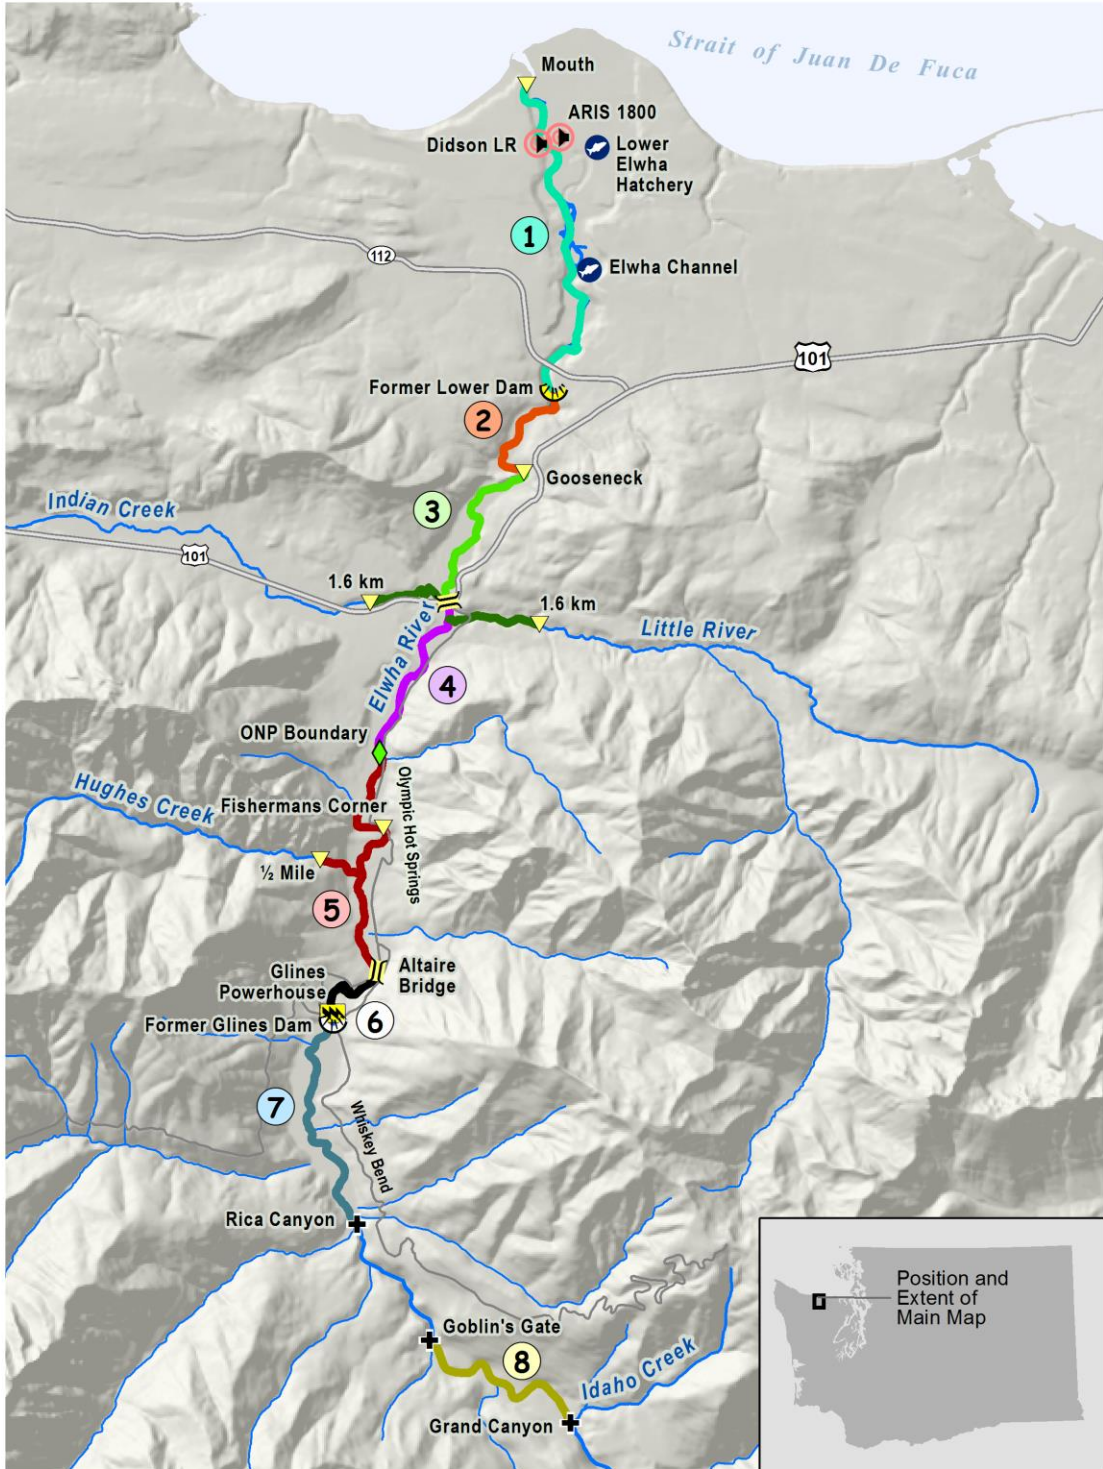 Strait of Juan De Fuca
Mouth
ARIS 1800
Didson LR
Lower
Elwha
Hatchery
1
112
Elwha Channel
101
Former Lower Dam
2
Gooseneck
Indian Creek
3
101
1.6 km
1.6 km
Little River
Elwha River
4
ONP Boundary
Olympic Hot Springs
Hughes Creek
Fishermans Corner
½ Mile
5
Glines
Powerhouse
Altaire
Bridge
Former Glines Dam
6
7
Whiskey Bend
Rica Canyon
Position and
Extent of
Main Map
Goblin's Gate
8
Idaho Creek
Grand Canyon